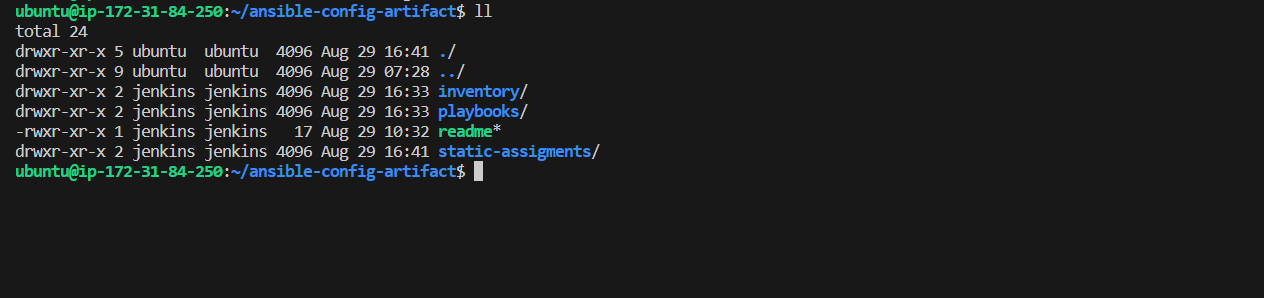 ubuntu@ip-172-31-84-250:~/ansible-config-artifact$ ll
total 24
drwxr-xr-x 5 ubuntu  ubuntu  4096 Aug 29 16:41 ./
drwxr-xr-x 9 ubuntu  ubuntu  4096 Aug 29 07:28 ../
drwxr-xr-x 2 jenkins jenkins 4096 Aug 29 16:33 inventory/
drwxr-xr-x 2 jenkins jenkins 4096 Aug 29 16:33 playbooks/
-rwxr-xr-x 1 jenkins jenkins   17 Aug 29 10:32 readme*
drwxr-xr-x 2 jenkins jenkins 4096 Aug 29 16:41 static-assigments/
ubuntu@ip-172-31-84-250:~/ansible-config-artifact$